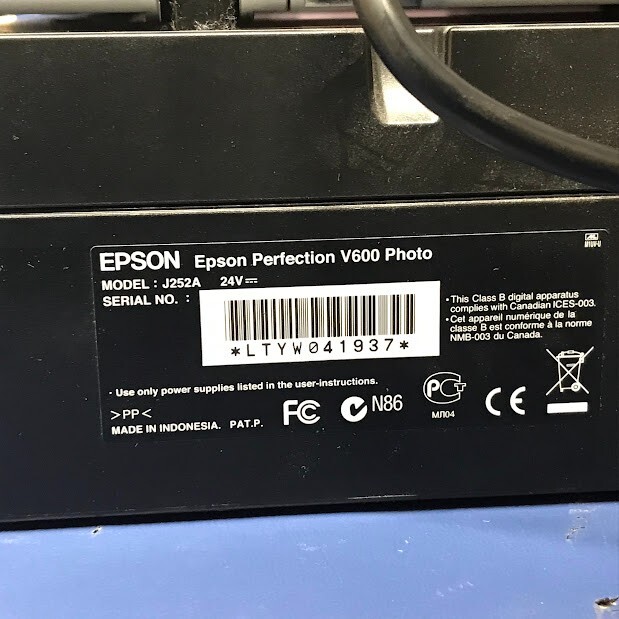 EPSON Epson Perfection V600 Photo
MODEL : J252A 24V
SERIAL NO. :
*LTYW041937*
• This Class B digital apparatus
complies with Canadian ICES-003.
• Cet appareil numérique de la
classe B est conforme à la norme
NMB-003 du Canada.
· Use only power supplies listed in the user-instructions.
>PP<
MADE IN INDONESIA. PAT.P.
FC
N86
РСТ
МЛ04
CE